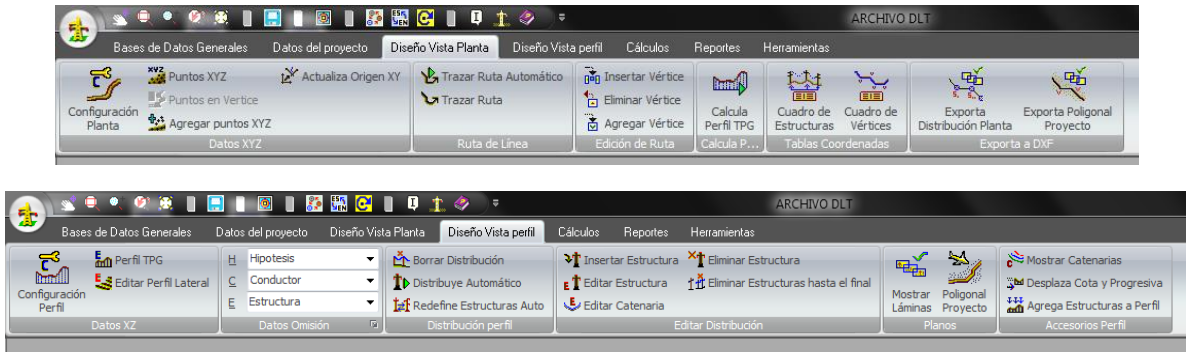 ARCHIVO DLT
Bases de Datos Generales Datos del proyecto Diseño Vista Planta Diseño Vista perfil Cálculos Reportes Herramientas
Configuración Planta
XYZ Puntos XYZ
Puntos en Vertice
Agregar puntos XYZ
Actualiza Origen XY
Datos XYZ
Trazar Ruta Automático
Trazar Ruta
Ruta de Línea
Insertar Vértice
Eliminar Vértice
Agregar Vértice
Edición de Ruta
Calcula Perfil TPG
Calcula P...
Cuadro de Estructuras
Cuadro de Vértices
Tablas Coordenadas
Exporta Distribución Planta
Exporta Poligonal Proyecto
Exporta a DXF
ARCHIVO DLT
Bases de Datos Generales Datos del proyecto Diseño Vista Planta Diseño Vista perfil Cálculos Reportes Herramientas
Configuración Perfil
Perfil TPG
Editar Perfil Lateral
Datos XZ
H Hipotesis
C Conductor
E Estructura
Datos Omisión
Borrar Distribución
Distribuye Automático
Redefine Estructuras Auto
Distribución perfil
Insertar Estructura
Editar Estructura
Editar Catenaria
Eliminar Estructura
Eliminar Estructuras hasta el final
Editar Distribución
Mostrar Láminas
Poligonal Proyecto
Planos
Mostrar Catenarias
Desplaza Cota y Progresiva
Agrega Estructuras a Perfil
Accesorios Perfil